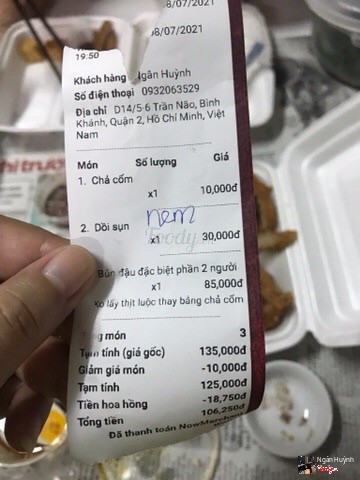 08/07/2021
08/07/2021
19:50
Khách hàng Ngân Huỳnh
Số điện thoại 0932063529
Địa chỉ D14/5-6 Trần Não, Bình
Khánh, Quận 2, Hồ Chí Minh, Việt
Nam
Món Số lượng Giá
1. Chả cốm
x1 10,000đ
nem
2. Dồi sụn
x1 30,000đ
Foody
Bún đậu đặc biệt phần 2 người
x1 85,000đ
Ko lấy thịt luộc thay bằng chả cốm
Tổng món 3
Tạm tính (giá gốc) 135,000đ
Giảm giá món -10,000đ
Tạm tính 125,000đ
Tiền hoa hồng -18,750đ
Tổng tiền 106,250đ
Đã thanh toán NowMerchant
Ngân Huỳnh